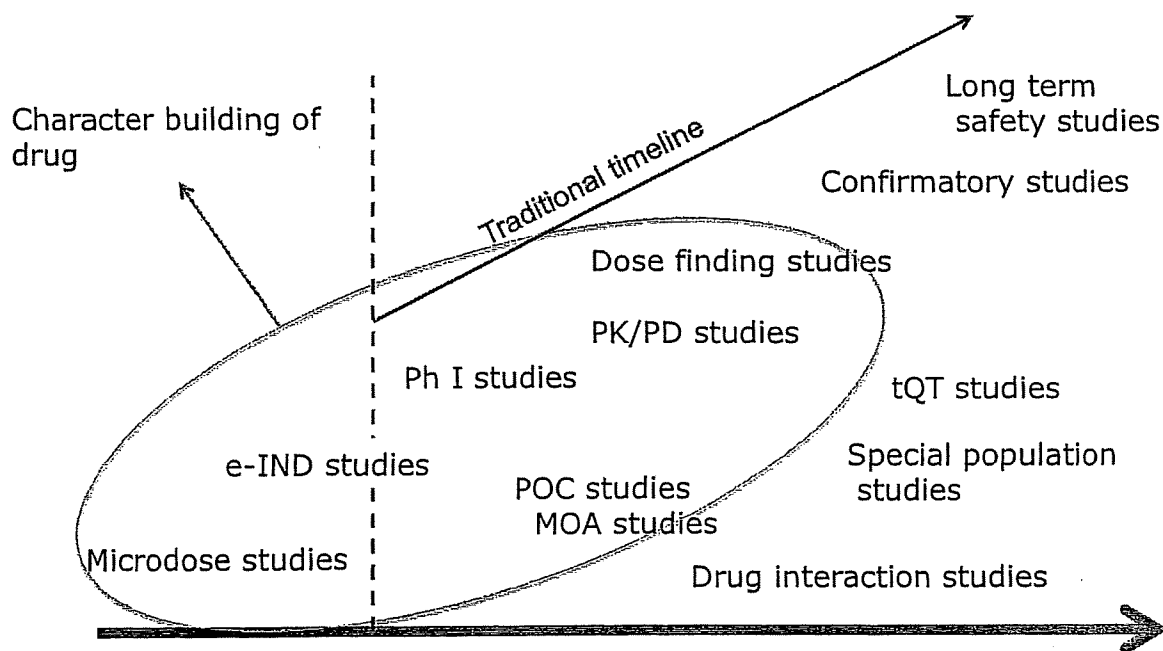 Long term
safety studies
Character building of
drug
Traditional timeline
Confirmatory studies
Dose finding studies
PK/PD studies
Ph I studies
tQT studies
e-IND studies
Special population
studies
POC studies
MOA studies
Microdose studies
Drug interaction studies